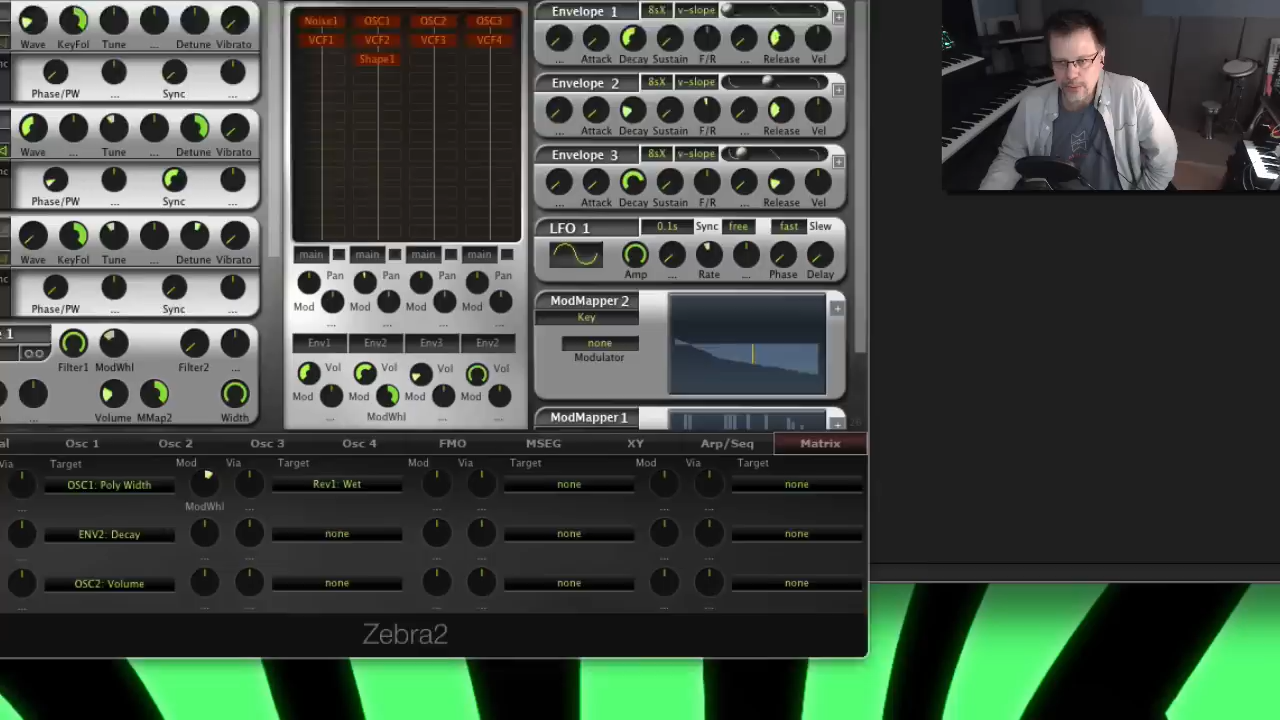 Wave KeyFol Tune ... Detune Vibrato
Phase/PW ... Sync ...
Wave ... Tune ... Detune Vibrato
Phase/PW ... Sync ...
Wave KeyFol Tune ... Detune Vibrato
Phase/PW ... Sync ...
Filter1 ModWhl Filter2 ...
... Volume MMap2 Width
Noise1 OSC1 OSC2 OSC3
VCF1 VCF2 VCF3 VCF4
Shape1
main main main main
Pan Pan Pan Pan
Mod Mod Mod Mod
... ... ... ...
Env1 Env2 Env3 Env2
Vol Vol Vol Vol
Mod Mod Mod Mod
... ModWhl ... ...
Envelope 1 8sX v-slope
... Attack Decay Sustain F/R ... Release Vel
Envelope 2 8sX v-slope
... Attack Decay Sustain F/R ... Release Vel
Envelope 3 8sX v-slope
... Attack Decay Sustain F/R ... Release Vel
LFO 1 0.1s Sync free fast Slew
Amp ... Rate ... Phase Delay
ModMapper 2
Key
none
Modulator
ModMapper 1
Osc 1 Osc 2 Osc 3 Osc 4 FMO MSEG XY Arp/Seq Matrix
Via Target Mod Via Target Mod Via Target Mod Via Target
OSC1: Poly Width Rev1: Wet none none
... ModWhl ... ... ... ... ...
ENV2: Decay none none none
... ... ... ... ... ... ...
OSC2: Volume none none none
... ... ... ... ... ... ...
Zebra2